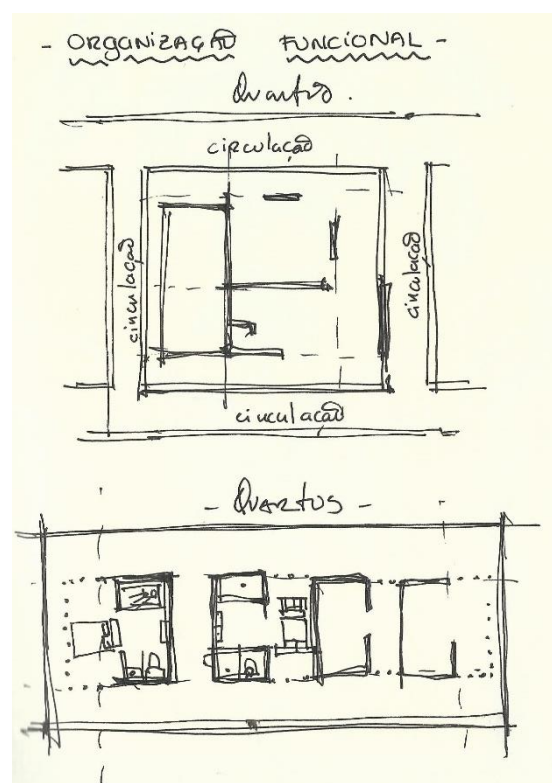 - ORGANIZAÇÃO FUNCIONAL -
Quartos.
circulação
circulação
circulação
circulação
- QUARTOS -